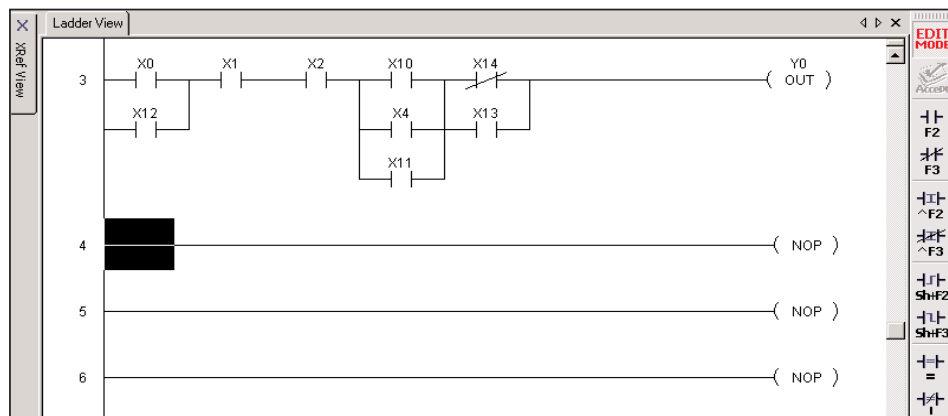 Ladder View
XRef View
3
X0 X1 X2 X10 X14 Y0
OUT
X12 X4 X13
X11
4 NOP
5 NOP
6 NOP
EDIT
MODE
Accept
F2
F3
^F2
^F3
Sh+F2
Sh+F3